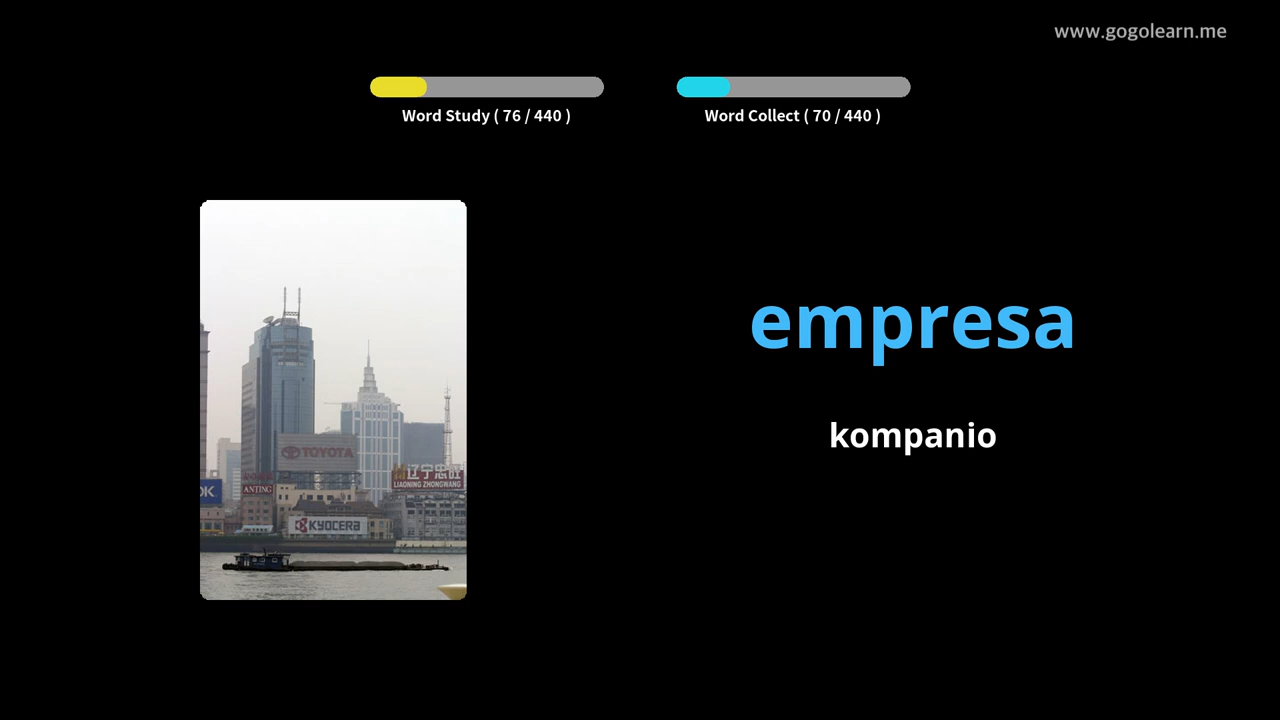 www.gogolearn.me
Word Study ( 76 / 440 )
Word Collect ( 70 / 440 )
empresa
kompanio
TOYOTA
辽宁忠旺
LIAONING ZHONGWANG
OK
ANTING
KYOCERA